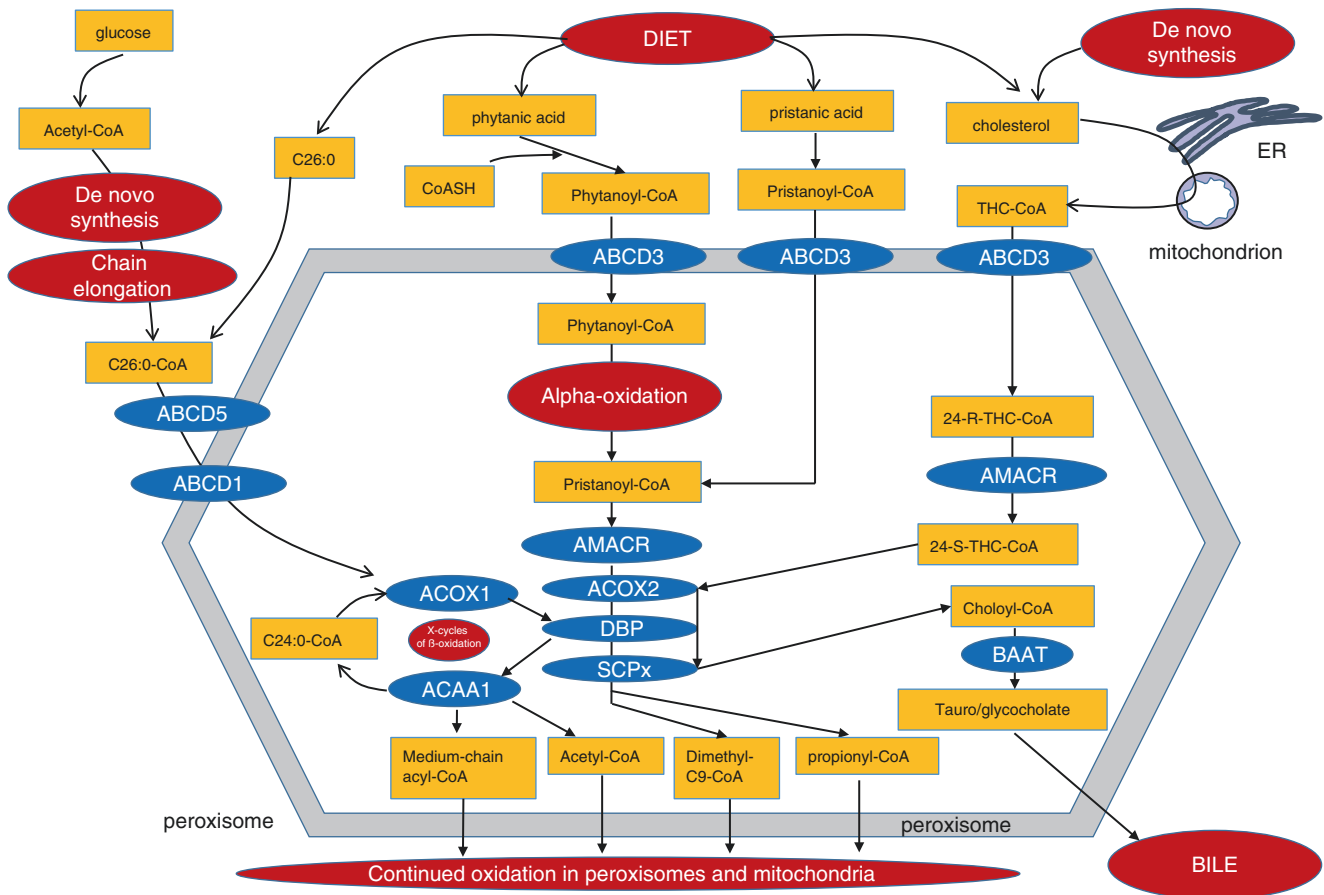 glucose
DIET
De novo
synthesis
Acetyl-CoA
phytanic acid
pristanic acid
cholesterol
ER
C26:0
CoASH
Phytanoyl-CoA
Pristanoyl-CoA
THC-CoA
mitochondrion
De novo
synthesis
Chain
elongation
ABCD3
ABCD3
ABCD3
Phytanoyl-CoA
C26:0-CoA
Alpha-oxidation
ABCD5
24-R-THC-CoA
ABCD1
Pristanoyl-CoA
AMACR
AMACR
24-S-THC-CoA
ACOX1
ACOX2
Choloyl-CoA
C24:0-CoA
X-cycles
of ß-oxidation
DBP
BAAT
ACAA1
SCPx
Tauro/glycocholate
Medium-chain
acyl-CoA
Acetyl-CoA
Dimethyl-
C9-CoA
propionyl-CoA
peroxisome
peroxisome
Continued oxidation in peroxisomes and mitochondria
BILE